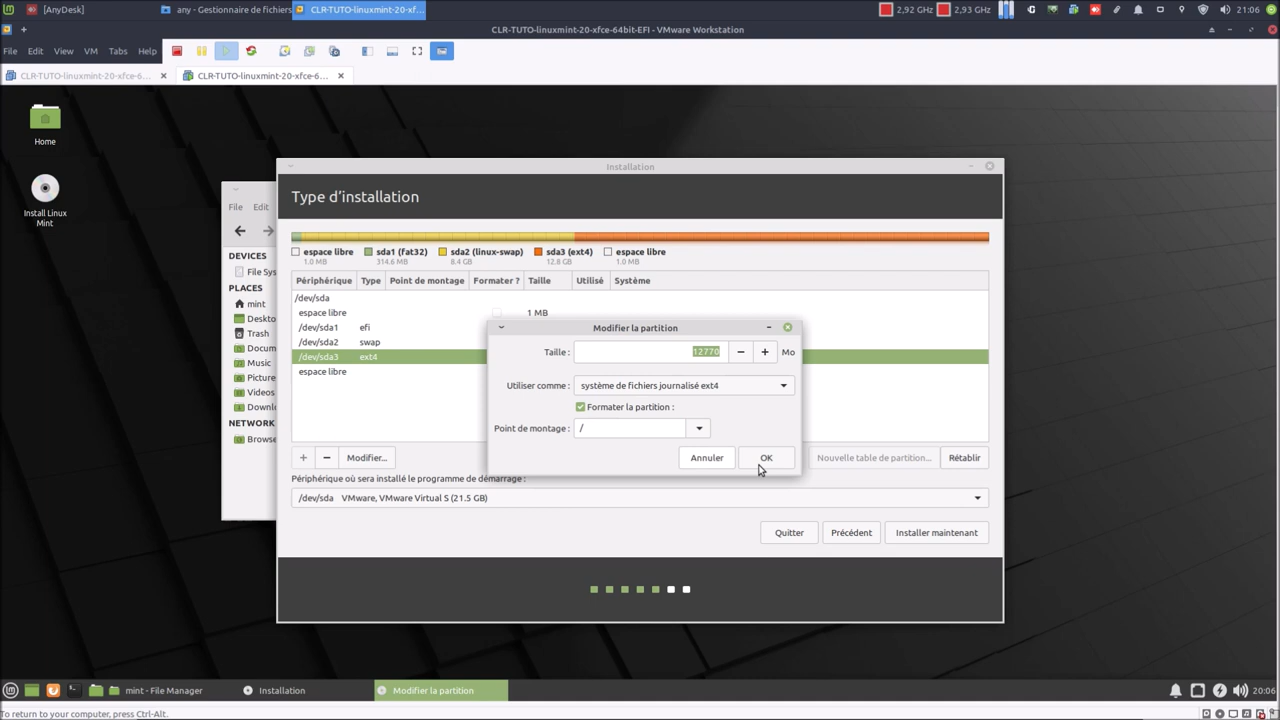 [AnyDesk]
any - Gestionnaire de fichiers
CLR-TUTO-linuxmint-20-xf...
2,92 GHz
2,93 GHz
21:06
CLR-TUTO-linuxmint-20-xfce-64bit-EFI - VMware Workstation
File Edit View VM Tabs Help
CLR-TUTO-linuxmint-20-xfce-6...
CLR-TUTO-linuxmint-20-xfce-6...
Home
Install Linux
Mint
Installation
Type d'installation
espace libre
1.0 MB
sda1 (fat32)
314.6 MB
sda2 (linux-swap)
8.4 GB
sda3 (ext4)
12.8 GB
espace libre
1.0 MB
File Edit
DEVICES
File Sys
PLACES
mint
Deskto
Trash
Docum
Music
Picture
Videos
Downlo
NETWORK
Browse
Périphérique Type Point de montage Formater ? Taille Utilisé Système
/dev/sda
espace libre 1 MB
/dev/sda1 efi
/dev/sda2 swap
/dev/sda3 ext4
espace libre
Modifier la partition
Taille : 12770 Mo
Utiliser comme : système de fichiers journalisé ext4
Formater la partition :
Point de montage : /
Annuler OK
+ − Modifier... Nouvelle table de partition... Rétablir
Périphérique où sera installé le programme de démarrage :
/dev/sda VMware, VMware Virtual S (21.5 GB)
Quitter Précédent Installer maintenant
mint - File Manager
Installation
Modifier la partition
20:06
To return to your computer, press Ctrl-Alt.